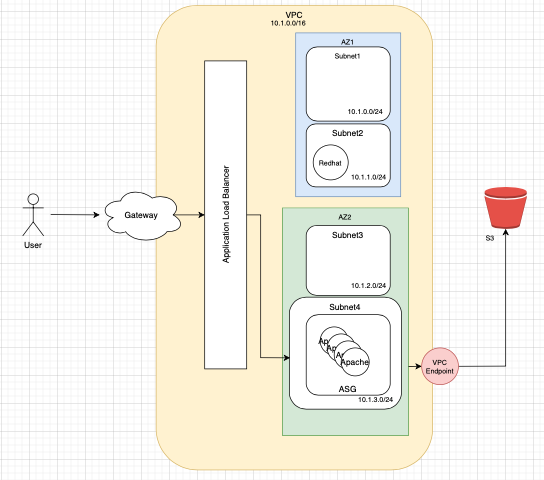 VPC
10.1.0.0/16
AZ1
Subnet1
10.1.0.0/24
Subnet2
Redhat
10.1.1.0/24
Application Load Balancer
Gateway
User
AZ2
Subnet3
10.1.2.0/24
Subnet4
Ap
Ap
Ap
Apache
ASG
10.1.3.0/24
VPC
Endpoint
S3